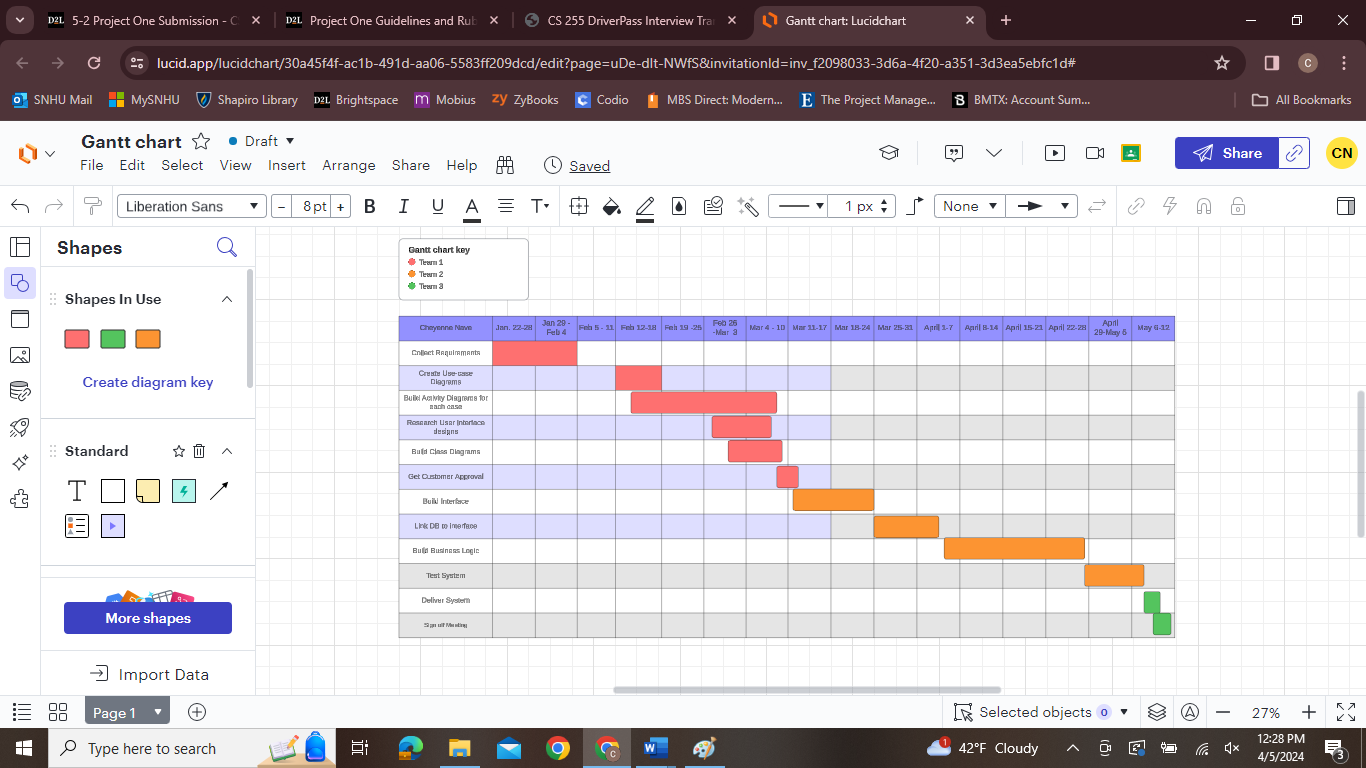 5-2 Project One Submission - C
Project One Guidelines and Rub
CS 255 DriverPass Interview Tra
Gantt chart: Lucidchart
lucid.app/lucidchart/30a45f4f-ac1b-491d-aa06-5583ff209dcd/edit?page=uDe-dIt-NWfS&invitationId=inv_f2098033-3d6a-4f20-a351-3d3ea5ebfc1d#
C
SNHU Mail
MySNHU
Shapiro Library
D2L Brightspace
Mobius
zy ZyBooks
Codio
MBS Direct: Modern...
The Project Manage...
BMTX: Account Sum...
All Bookmarks
Gantt chart
Draft
File Edit Select View Insert Arrange Share Help
Saved
Share
CN
Liberation Sans
- 8 pt +
B I U A T
1 px
None
Shapes
Shapes In Use
Create diagram key
Standard
T
More shapes
Import Data
Gantt chart key
Team 1
Team 2
Team 3
Cheyenne Nave
Jan. 22-28
Jan 29 -
Feb 4
Feb 5 - 11
Feb 12-18
Feb 19 -25
Feb 26
-Mar 3
Mar 4 - 10
Mar 11-17
Mar 18-24
Mar 25-31
April 1-7
April 8-14
April 15-21
April 22-28
April
29-May 5
May 6-12
Collect Requirements
Create Use-case
Diagrams
Build Activity Diagrams for
each case
Research User Interface
designs
Build Class Diagrams
Get Customer Approval
Build Interface
Link DB to Interface
Build Business Logic
Test System
Deliver System
Sign off Meeting
Page 1
Selected objects 0
27%
Type here to search
1
42°F Cloudy
12:28 PM
4/5/2024
3